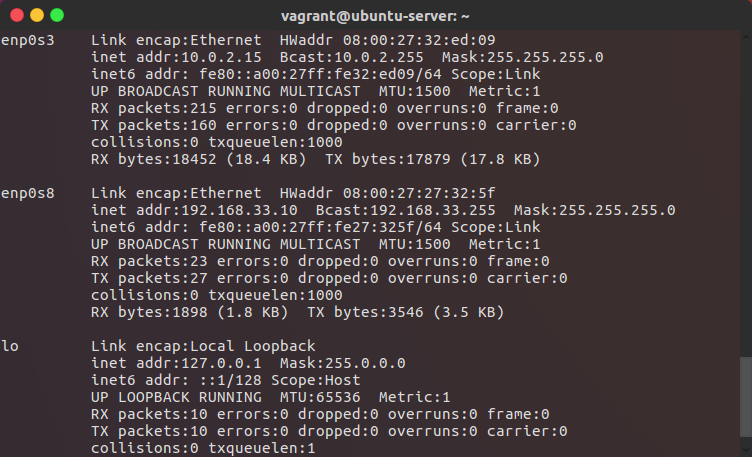 vagrant@ubuntu-server: ~
enp0s3    Link encap:Ethernet  HWaddr 08:00:27:32:ed:09
          inet addr:10.0.2.15  Bcast:10.0.2.255  Mask:255.255.255.0
          inet6 addr: fe80::a00:27ff:fe32:ed09/64 Scope:Link
          UP BROADCAST RUNNING MULTICAST  MTU:1500  Metric:1
          RX packets:215 errors:0 dropped:0 overruns:0 frame:0
          TX packets:160 errors:0 dropped:0 overruns:0 carrier:0
          collisions:0 txqueuelen:1000
          RX bytes:18452 (18.4 KB)  TX bytes:17879 (17.8 KB)
enp0s8    Link encap:Ethernet  HWaddr 08:00:27:27:32:5f
          inet addr:192.168.33.10  Bcast:192.168.33.255  Mask:255.255.255.0
          inet6 addr: fe80::a00:27ff:fe27:325f/64 Scope:Link
          UP BROADCAST RUNNING MULTICAST  MTU:1500  Metric:1
          RX packets:23 errors:0 dropped:0 overruns:0 frame:0
          TX packets:27 errors:0 dropped:0 overruns:0 carrier:0
          collisions:0 txqueuelen:1000
          RX bytes:1898 (1.8 KB)  TX bytes:3546 (3.5 KB)
lo        Link encap:Local Loopback
          inet addr:127.0.0.1  Mask:255.0.0.0
          inet6 addr: ::1/128 Scope:Host
          UP LOOPBACK RUNNING  MTU:65536  Metric:1
          RX packets:10 errors:0 dropped:0 overruns:0 frame:0
          TX packets:10 errors:0 dropped:0 overruns:0 carrier:0
          collisions:0 txqueuelen:1